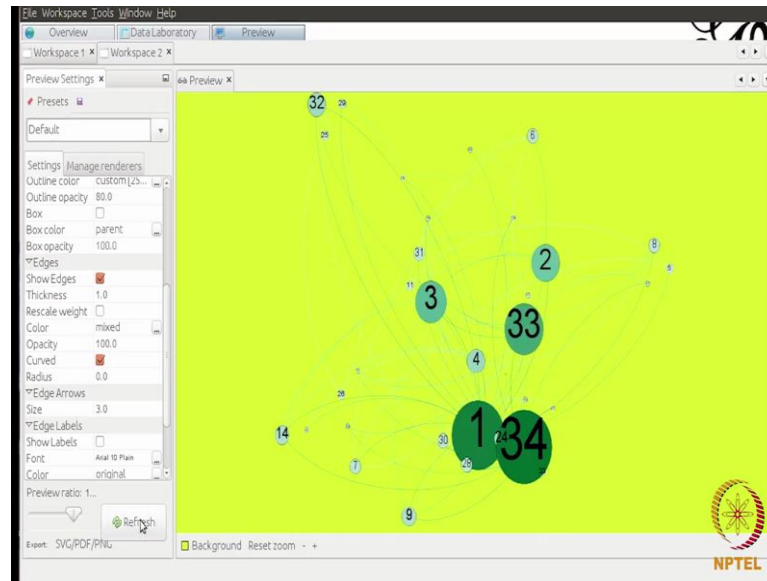 File Workspace Tools Window Help
Overview Data Laboratory Preview
Workspace 1 × Workspace 2 ×
Preview Settings × Preview ×
Presets
Default
Settings Manage renderers
Outline color custom [25...
Outline opacity 80.0
Box
Box color parent
Box opacity 100.0
Edges
Show Edges
Thickness 1.0
Rescale weight
Color mixed
Opacity 100.0
Curved
Radius 0.0
Edge Arrows
Size 3.0
Edge Labels
Show Labels
Font Arial 10 Plain
Color original
Preview ratio: 1...
Refresh
Export: SVG/PDF/PNG
Background Reset zoom - +
32 29
25 6
31 2 8
11 3 5
33
4
26
14 30 1 24 34
7
9
NPTEL